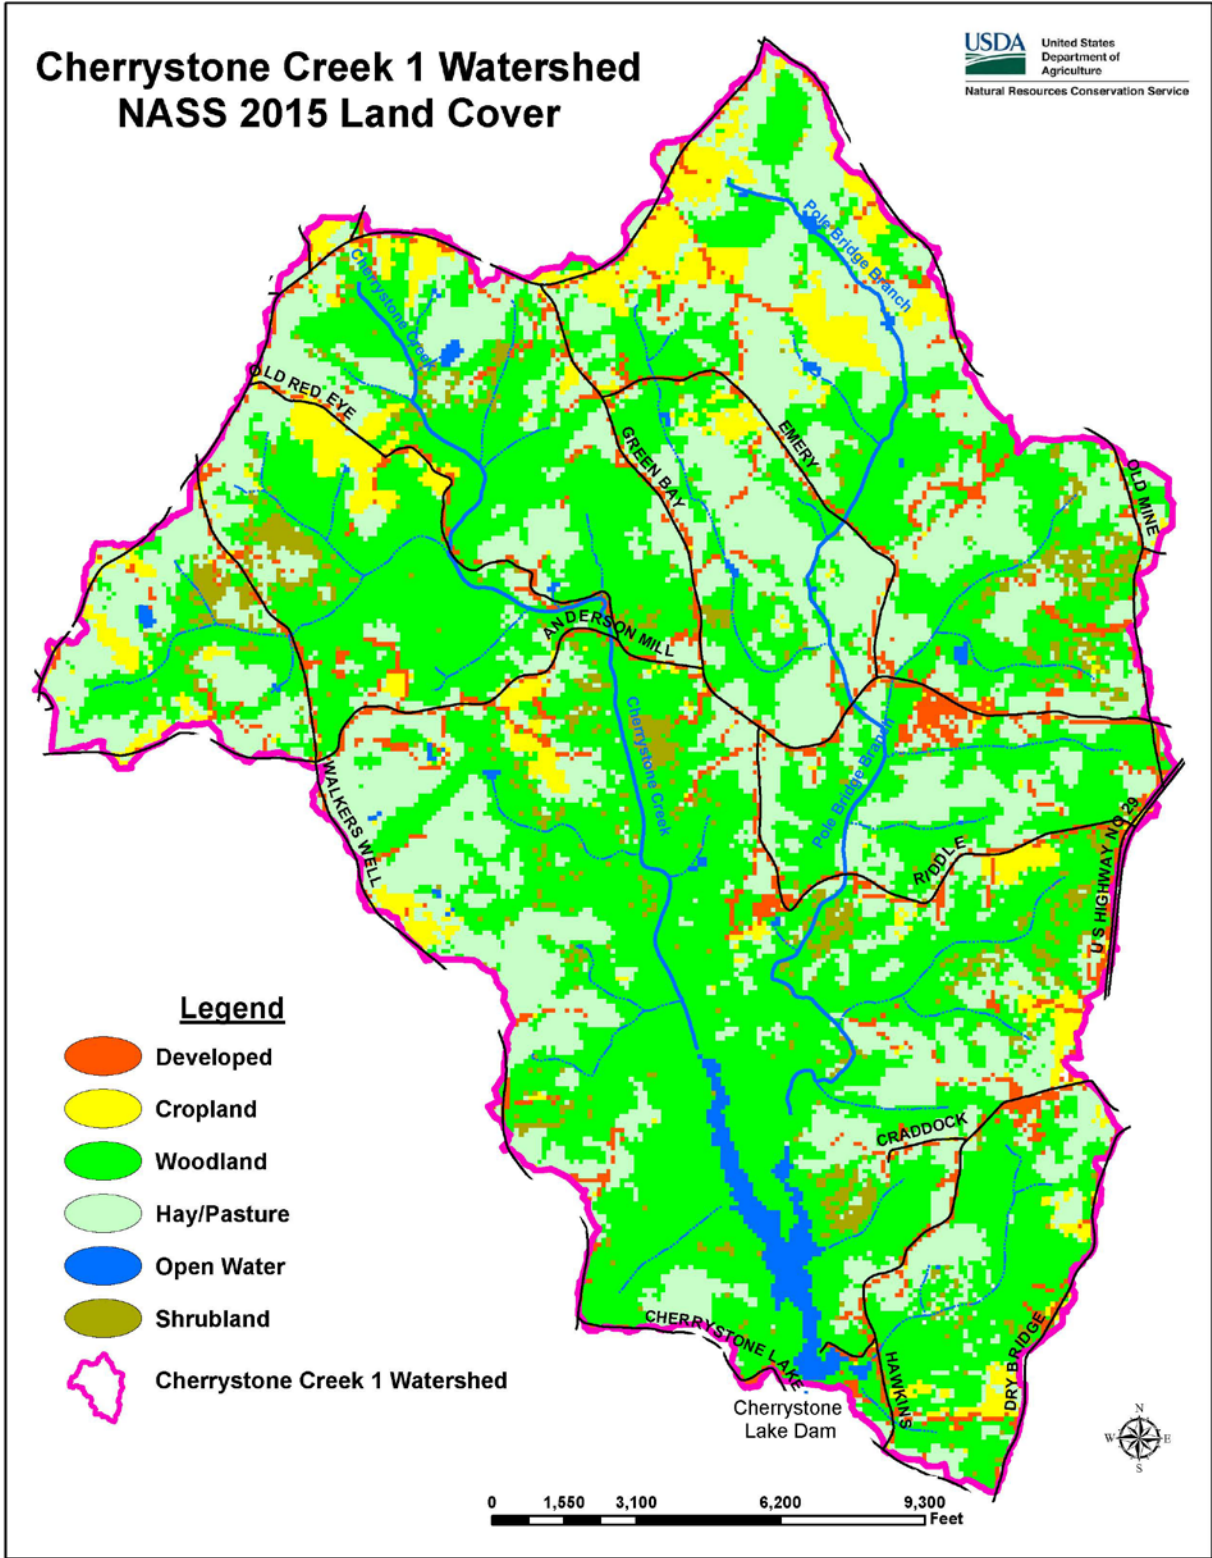 Cherrystone Creek 1 Watershed
NASS 2015 Land Cover
USDA
United States
Department of
Agriculture
Natural Resources Conservation Service
Pole Bridge Branch
Cherrystone Creek
OLD RED EYE
GREEN BAY
EMERY
OLD MINE
ANDERSON MILL
Cherrystone Creek
Pole Bridge Branch
WALKERS WELL
RIDDLE
U S HIGHWAY NO 29
Legend
Developed
Cropland
Woodland
Hay/Pasture
Open Water
Shrubland
Cherrystone Creek 1 Watershed
CRADDOCK
CHERRYSTONE LAKE
HAWKINS
DRY BRIDGE
Cherrystone
Lake Dam
N
W E
S
0 1,550 3,100 6,200 9,300
Feet